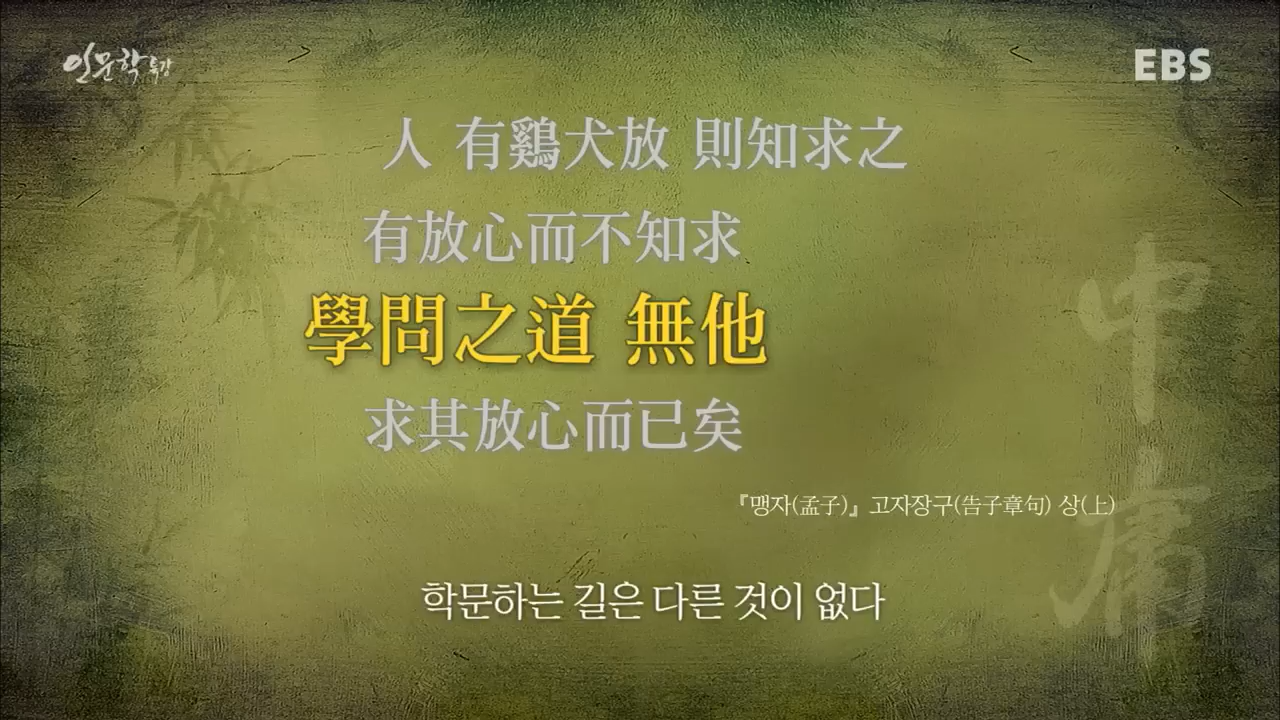 인문학 특강
EBS
人 有鷄犬放 則知求之
有放心而不知求
學問之道 無他
求其放心而已矣
『맹자(孟子)』 고자장구(告子章句) 상(上)
학문하는 길은 다른 것이 없다
中庸